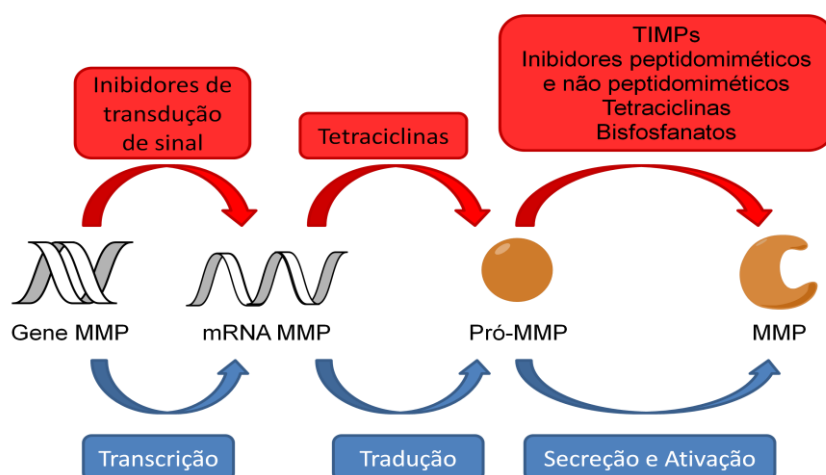 TIMPs
Inibidores peptidomiméticos
e não peptidomiméticos
Tetraciclinas
Bisfosfanatos
Inibidores de
transdução
de sinal
Tetraciclinas
Gene MMP
mRNA MMP
Pró-MMP
MMP
Transcrição
Tradução
Secreção e Ativação